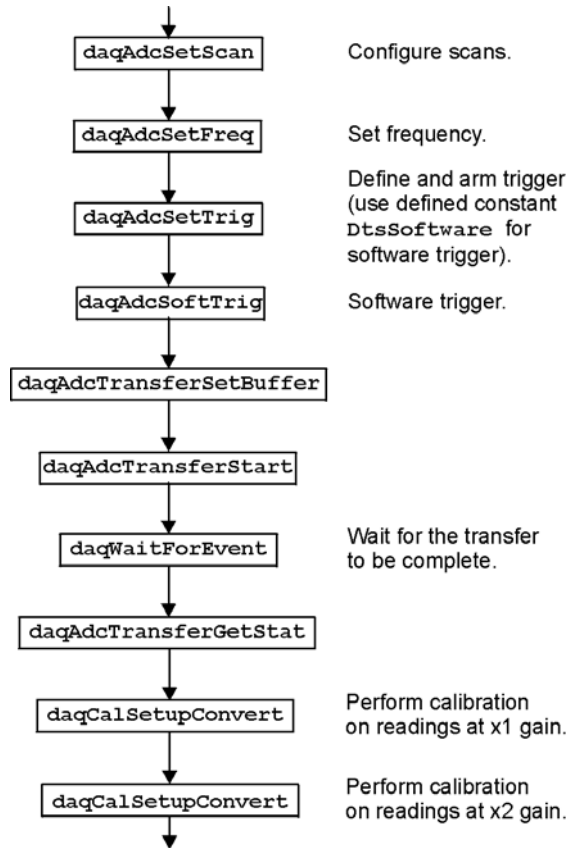 daqAdcSetScan Configure scans.
daqAdcSetFreq Set frequency.
Define and arm trigger
(use defined constant
daqAdcSetTrig
DtsSoftware for
software trigger).
daqAdcSoftTrig Software trigger.
daqAdcTransferSetBuffer
daqAdcTransferStart
daqWaitForEvent
Wait for the transfer
to be complete.
daqAdcTransferGetStat
daqCalSetupConvert
Perform calibration
on readings at x1 gain.
daqCalSetupConvert
Perform calibration
on readings at x2 gain.